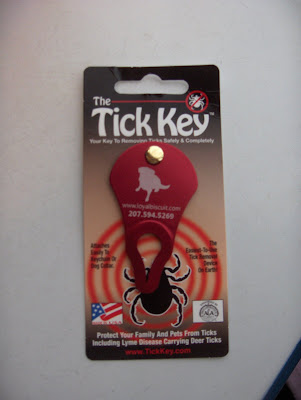 The
Tick Key™
Your Key To Removing Ticks Safely & Completely
www.loyalbiscuit.com
207.594.5269
Attaches
Easily To
Keychain Or
Dog Collar.
The
Easiest-To-Use
Tick Remover
Device
On Earth!
Protect Your Family And Pets From Ticks
Including Lyme Disease Carrying Deer Ticks
www.TickKey.com